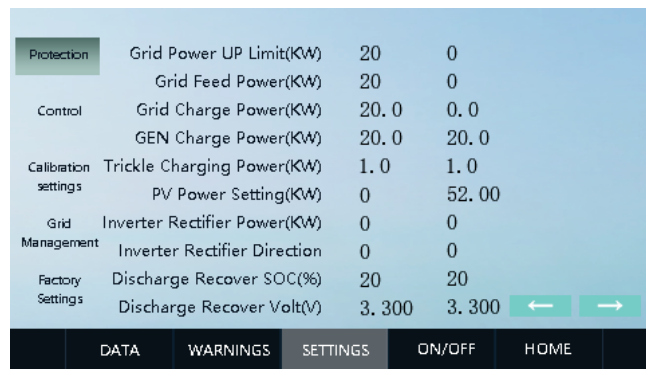 Protection
Control
Calibration
settings
Grid
Management
Factory
Settings
Grid Power UP Limit(KW) 20 0
Grid Feed Power(KW) 20 0
Grid Charge Power(KW) 20.0 0.0
GEN Charge Power(KW) 20.0 20.0
Trickle Charging Power(KW) 1.0 1.0
PV Power Setting(KW) 0 52.00
Inverter Rectifier Power(KW) 0 0
Inverter Rectifier Direction 0 0
Discharge Recover SOC(%) 20 20
Discharge Recover Volt(V) 3.300 3.300 ← →
DATA WARNINGS SETTINGS ON/OFF HOME